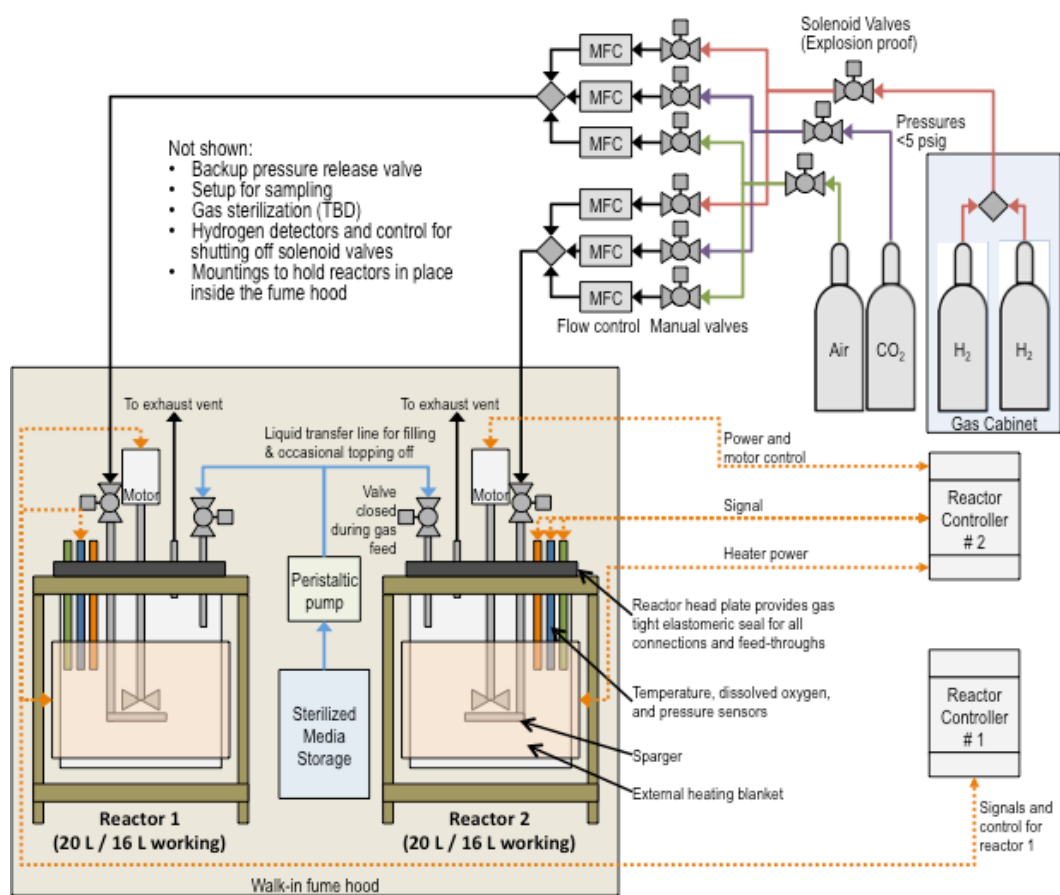 Solenoid Valves
(Explosion proof)
MFC
MFC
MFC
Pressures
<5 psig
Not shown:
• Backup pressure release valve
• Setup for sampling
• Gas sterilization (TBD)
• Hydrogen detectors and control for
shutting off solenoid valves
• Mountings to hold reactors in place
inside the fume hood
MFC
MFC
MFC
Flow control
Manual valves
Air
CO2
H2
H2
Gas Cabinet
To exhaust vent
To exhaust vent
Liquid transfer line for filling
& occasional topping off
Power and
motor control
Motor
Valve
closed
during gas
feed
Motor
Signal
Reactor
Controller
# 2
Heater power
Peristaltic
pump
Reactor head plate provides gas
tight elastomeric seal for all
connections and feed-throughs
Sterilized
Media
Storage
Temperature, dissolved oxygen,
and pressure sensors
Reactor
Controller
# 1
Sparger
External heating blanket
Reactor 1
(20 L / 16 L working)
Reactor 2
(20 L / 16 L working)
Signals and
control for
reactor 1
Walk-in fume hood